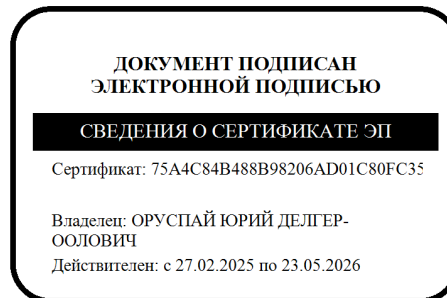 ДОКУМЕНТ ПОДПИСАН
ЭЛЕКТРОННОЙ ПОДПИСЬЮ
СВЕДЕНИЯ О СЕРТИФИКАТЕ ЭП
Сертификат: 75A4C84B488B98206AD01C80FC35
Владелец: ОРУСПАЙ ЮРИЙ ДЕЛГЕР-
ООЛОВИЧ
Действителен: с 27.02.2025 по 23.05.2026